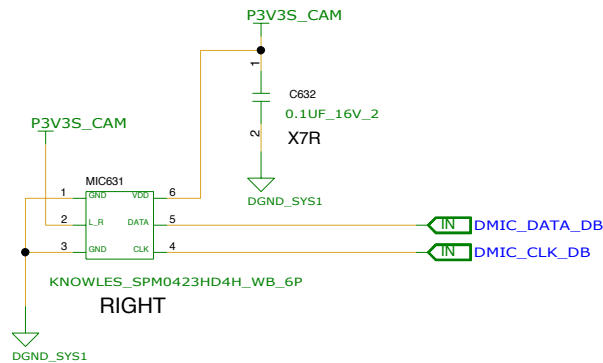 P3V3S_CAM
1
C632
0.1UF_16V_2
2
X7R
P3V3S_CAM
DGND_SYS1
MIC631
1 GND VDD 6
2 L_R DATA 5
IN DMIC_DATA_DB
3 GND CLK 4
IN DMIC_CLK_DB
KNOWLES_SPM0423HD4H_WB_6P
RIGHT
DGND_SYS1